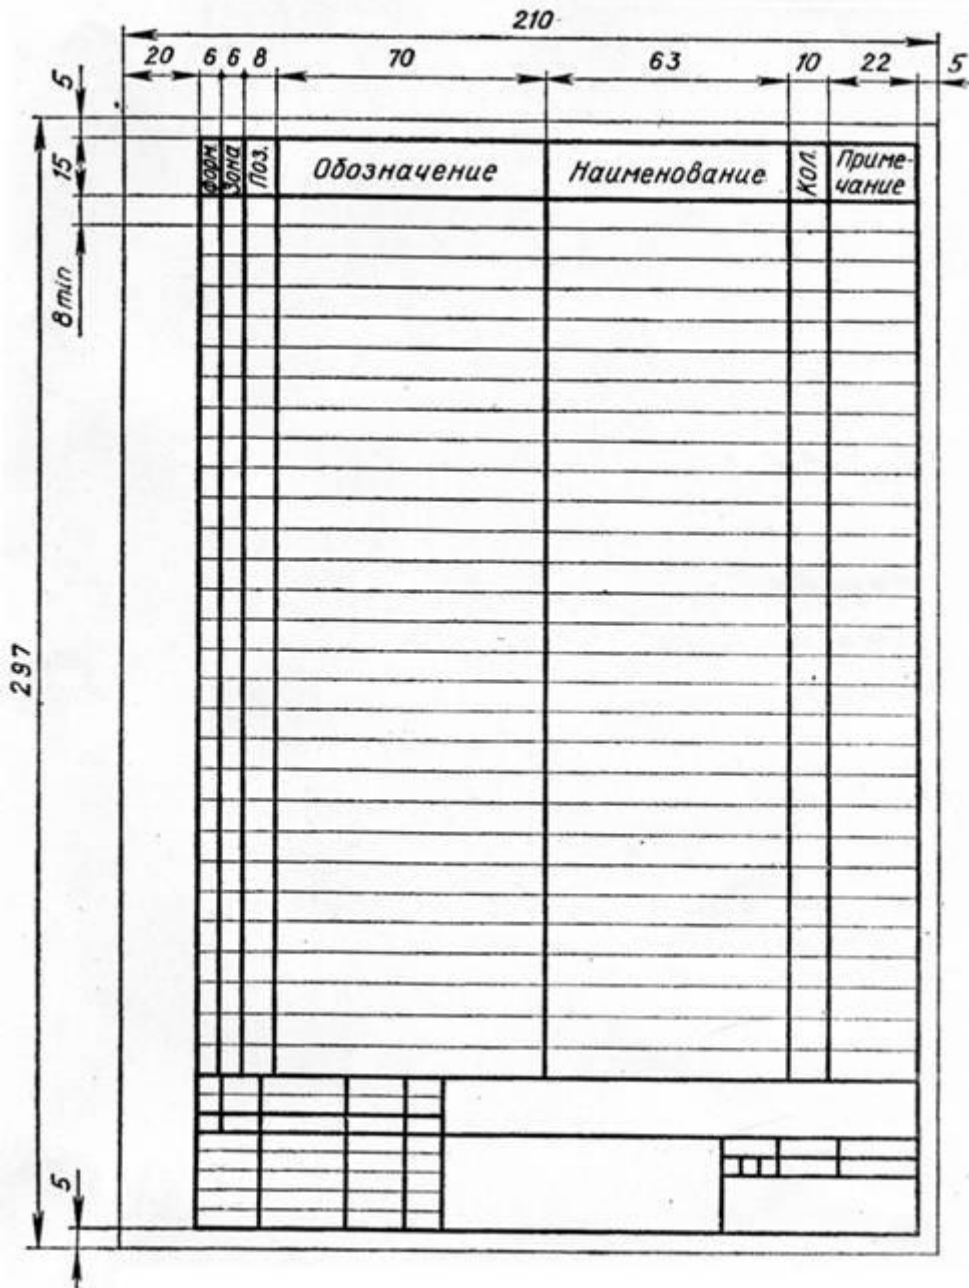 210
20 6 6 8 70 63 10 22 5
5
15
Форм.
Зона
Поз.
Обозначение
Наименование
Кол.
Приме-
чание
8 min
297
5